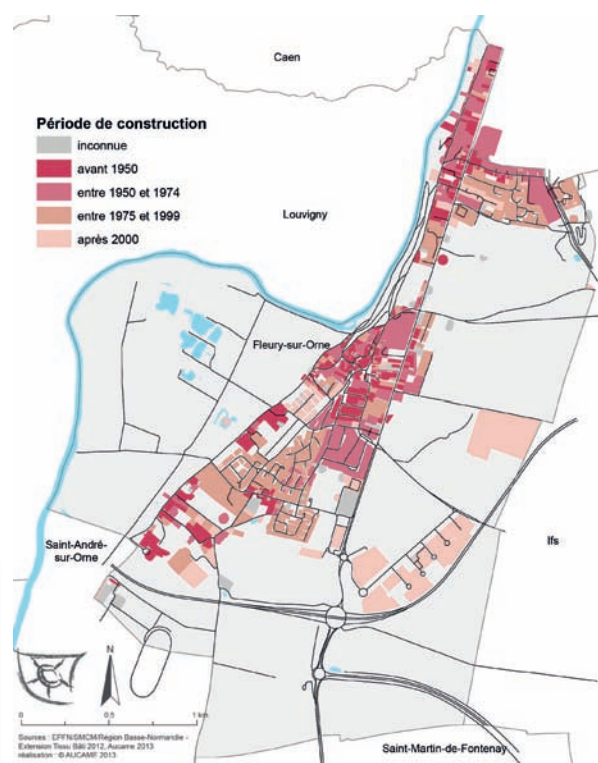 Caen
Période de construction
inconnue
avant 1950
entre 1950 et 1974
entre 1975 et 1999
après 2000
Louvigny
Fleury-sur-Orne
Ifs
Saint-André-
sur-Orne
N
0 0.5 1 km
Sources : EPFN/SMCM/Région Basse-Normandie -
Extension Tissu Bâti 2012, Aucame 2013
réalisation : © AUCAME 2013
Saint-Martin-de-Fontenay